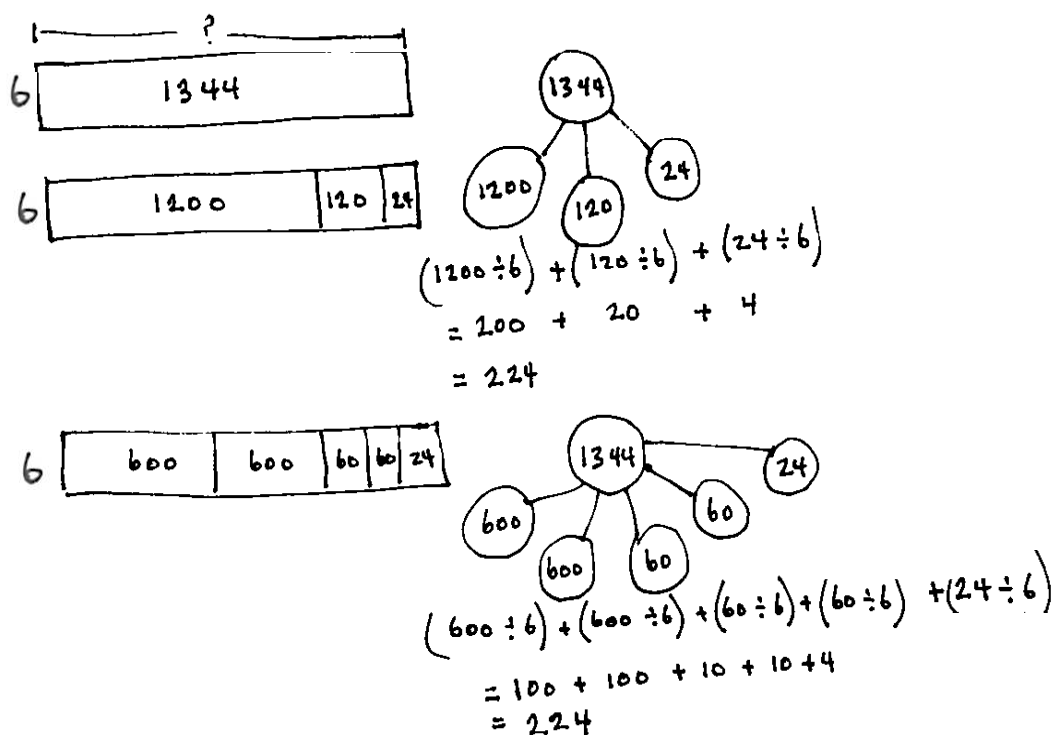 ?
6 1344
1344
1200 120 24
6 1200 120 24
(1200 ÷ 6) + (120 ÷ 6) + (24 ÷ 6)
= 200 + 20 + 4
= 224
6 600 600 60 60 24
1344
24
600 60
600 60
(600 ÷ 6) + (600 ÷ 6) + (60 ÷ 6) + (60 ÷ 6) + (24 ÷ 6)
= 100 + 100 + 10 + 10 + 4
= 224